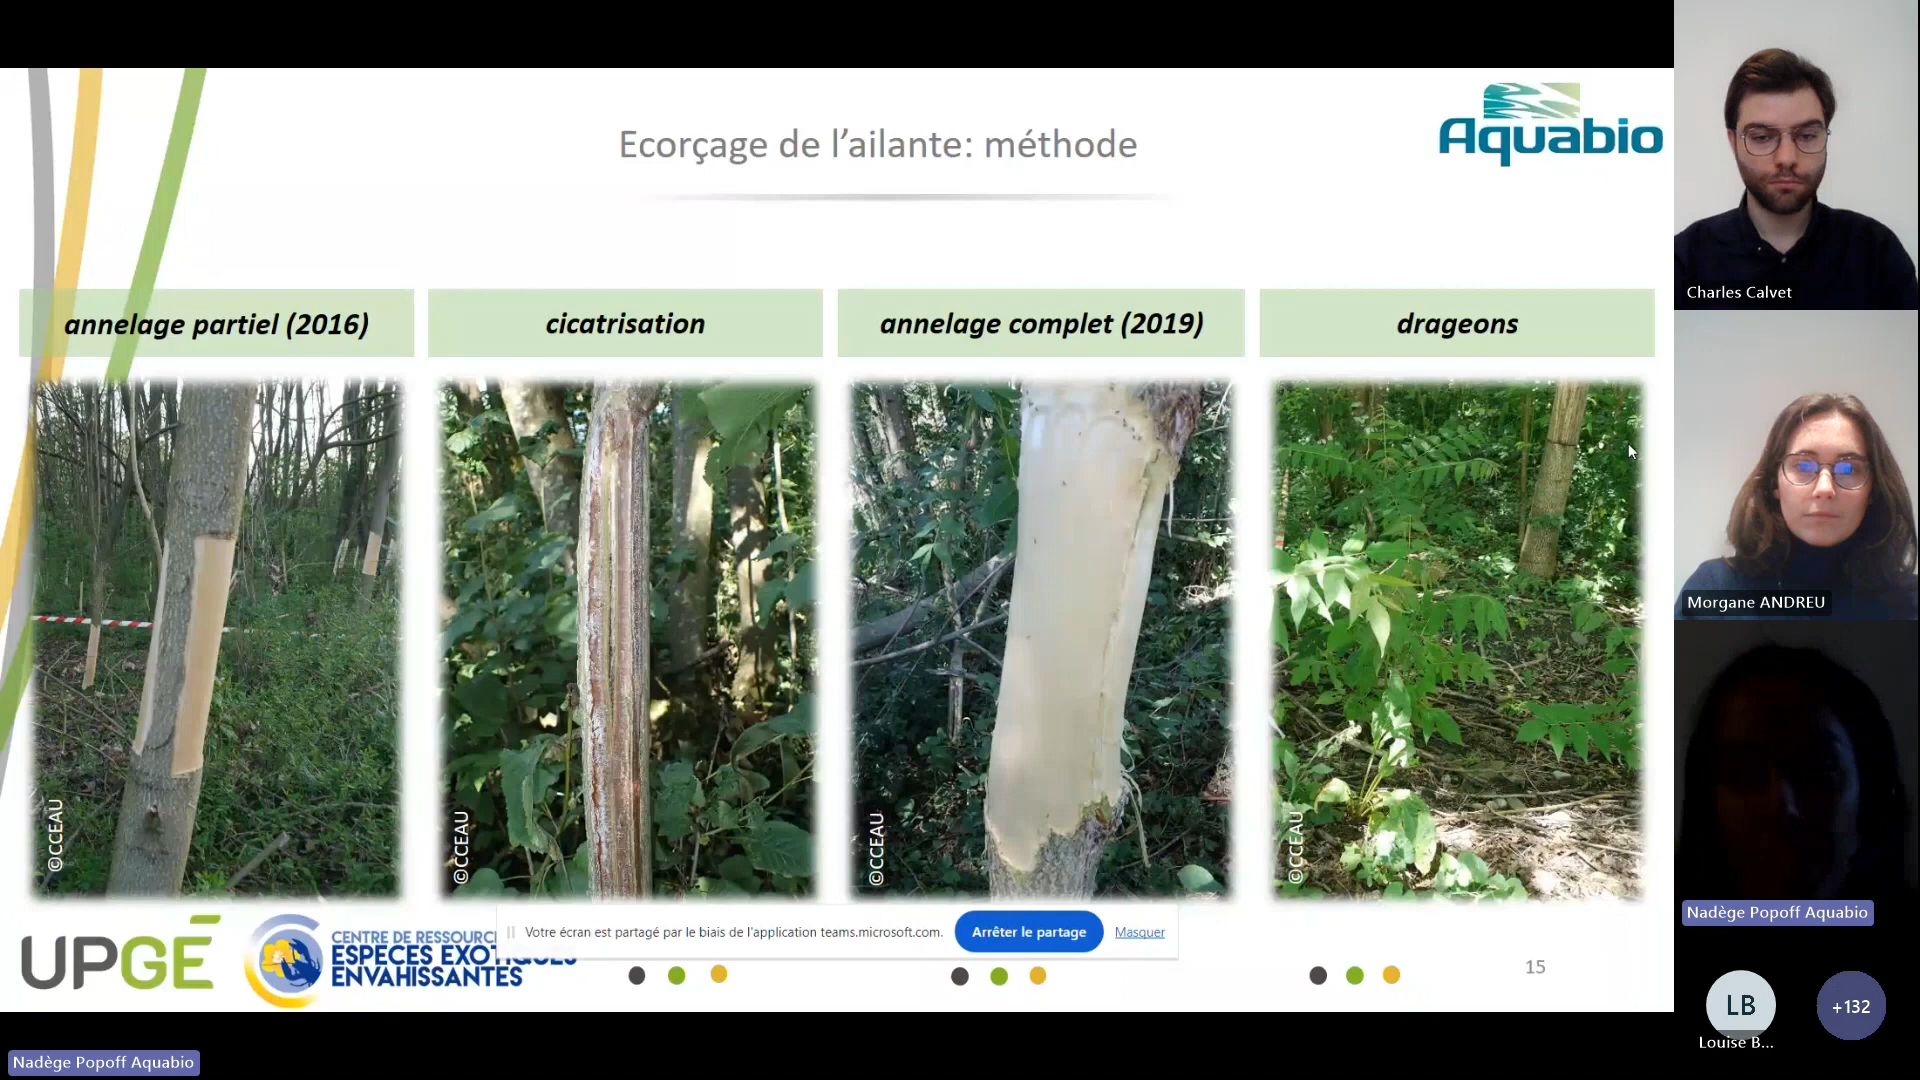 Aquabio
Ecorçage de l’ailante: méthode
annelage partiel (2016)
cicatrisation
annelage complet (2019)
drageons
©CCEAU
©CCEAU
©CCEAU
©CCEAU
UPGÉ
CENTRE DE RESSOURC
ESPECES EXOTIQUES
ENVAHISSANTES
Votre écran est partagé par le biais de l'application teams.microsoft.com.
Arrêter le partage
Masquer
15
Charles Calvet
Morgane ANDREU
Nadège Popoff Aquabio
LB
+132
Louise B...
Nadège Popoff Aquabio